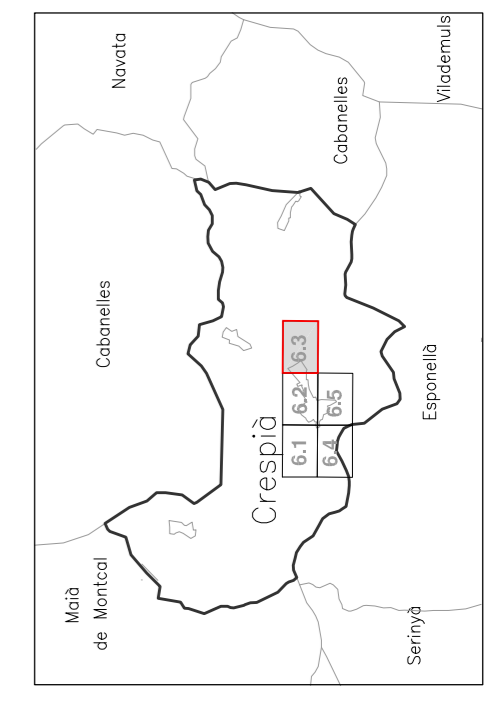 Maià
de Montcal
Cabanelles
Navata
Crespià
6.1 6.2 6.3
6.4 6.5
Cabanelles
Serinyà
Esponellà
Vilademuls